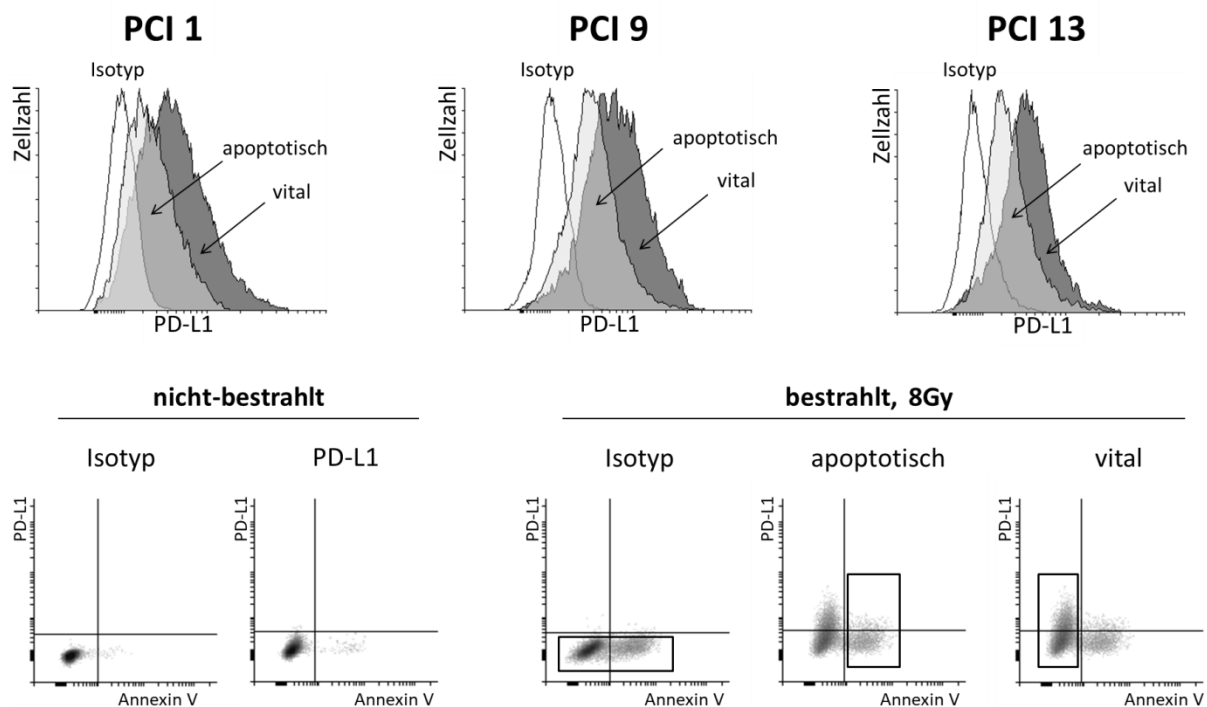 PCI 1
PCI 9
PCI 13
Isotyp
Isotyp
Isotyp
Zellzahl
apoptotisch
vital
PD-L1
Zellzahl
apoptotisch
vital
PD-L1
Zellzahl
apoptotisch
vital
PD-L1
nicht-bestrahlt
bestrahlt, 8Gy
Isotyp
PD-L1
Isotyp
apoptotisch
vital
PD-L1
PD-L1
PD-L1
PD-L1
PD-L1
Annexin V
Annexin V
Annexin V
Annexin V
Annexin V